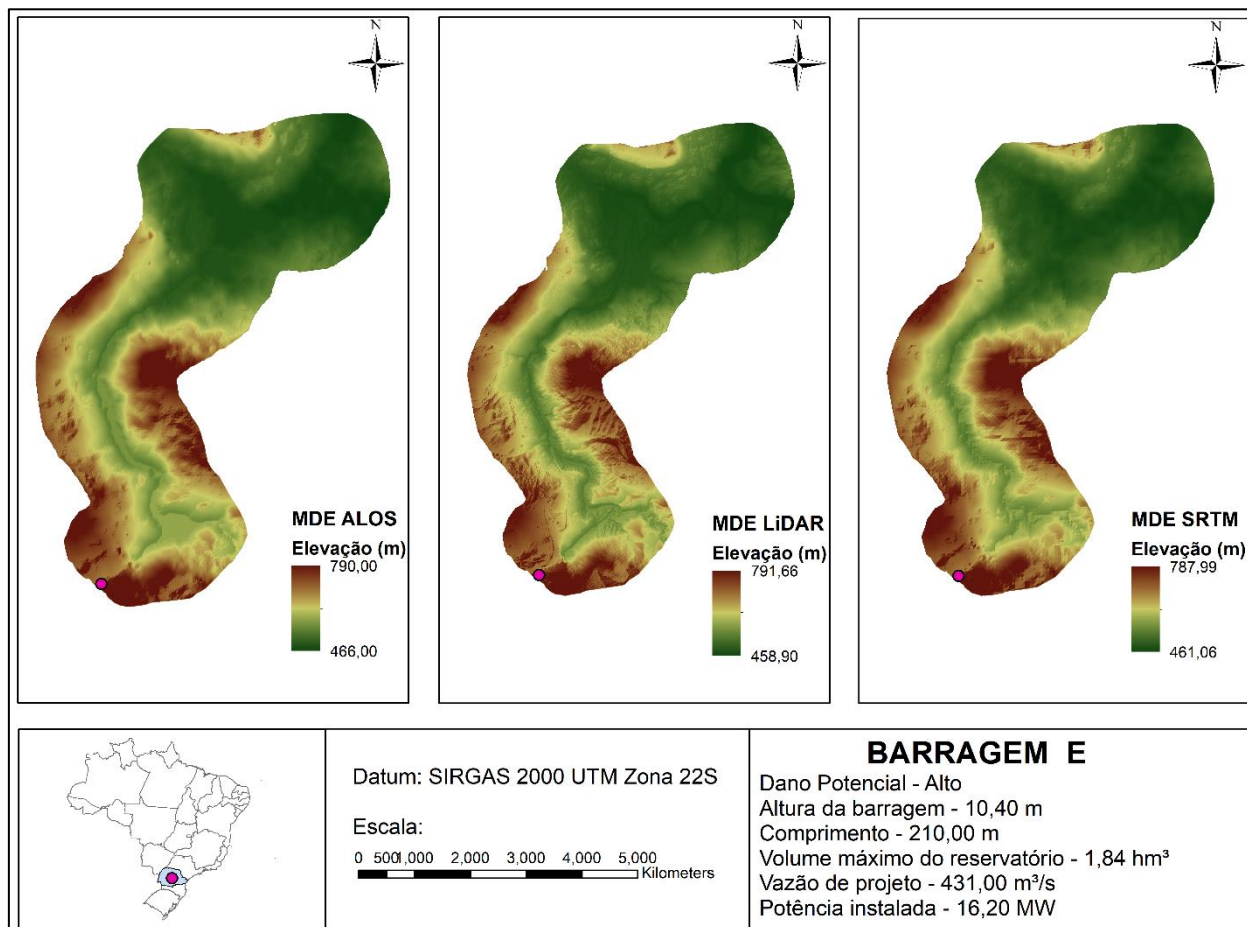 N
N
N
MDE ALOS
Elevação (m)
790,00
466,00
MDE LiDAR
Elevação (m)
791,66
458,90
MDE SRTM
Elevação (m)
787,99
461,06
Datum: SIRGAS 2000 UTM Zona 22S
Escala:
0 5001,000 2,000 3,000 4,000 5,000
Kilometers
BARRAGEM E
Dano Potencial - Alto
Altura da barragem - 10,40 m
Comprimento - 210,00 m
Volume máximo do reservatório - 1,84 hm³
Vazão de projeto - 431,00 m³/s
Potência instalada - 16,20 MW